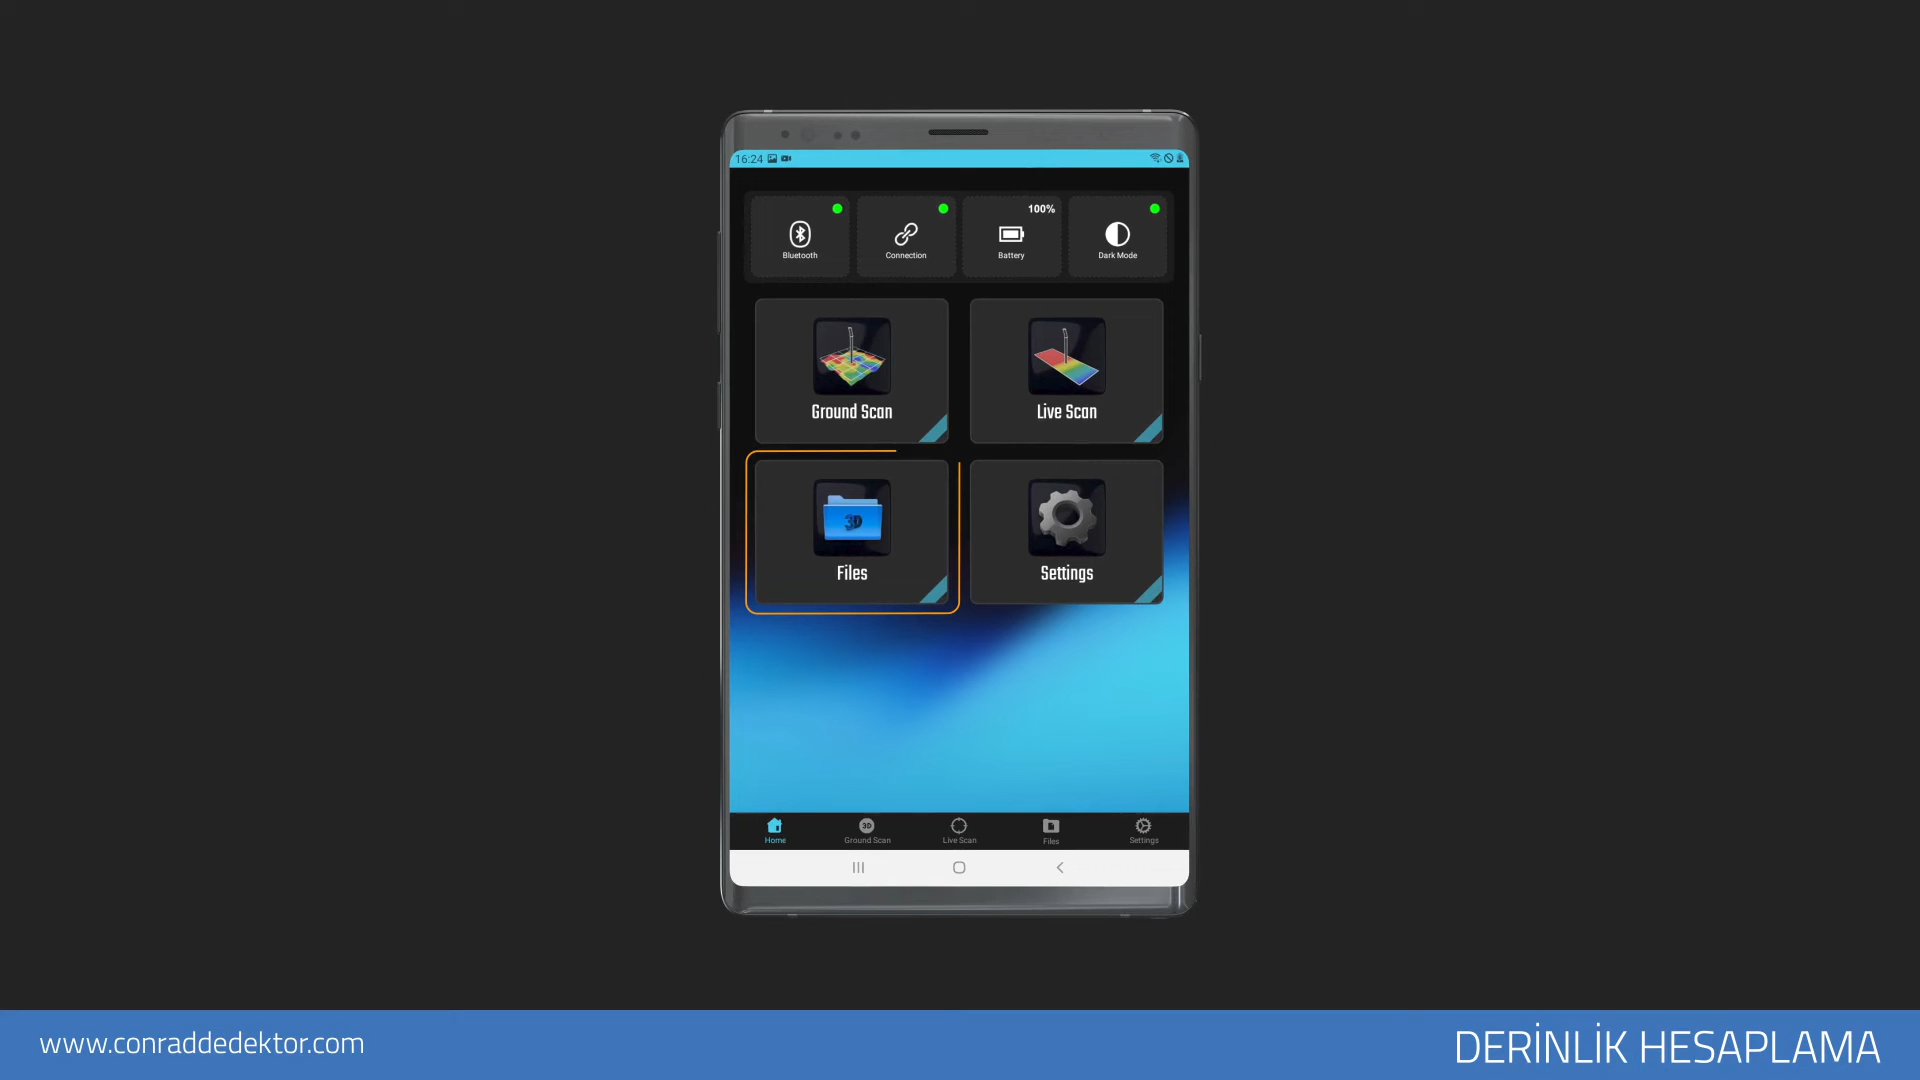 16:24
100%
Bluetooth
Connection
Battery
Dark Mode
Ground Scan
Live Scan
3D
Files
Settings
Home
3D
Ground Scan
Live Scan
Files
Settings
www.conraddedektor.com
DERİNLİK HESAPLAMA